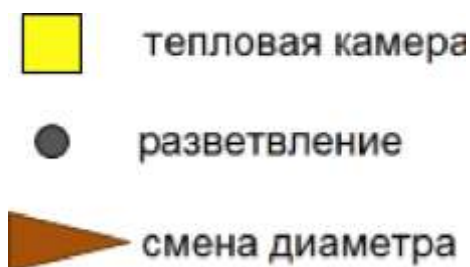 тепловая камера
разветвление
смена диаметра